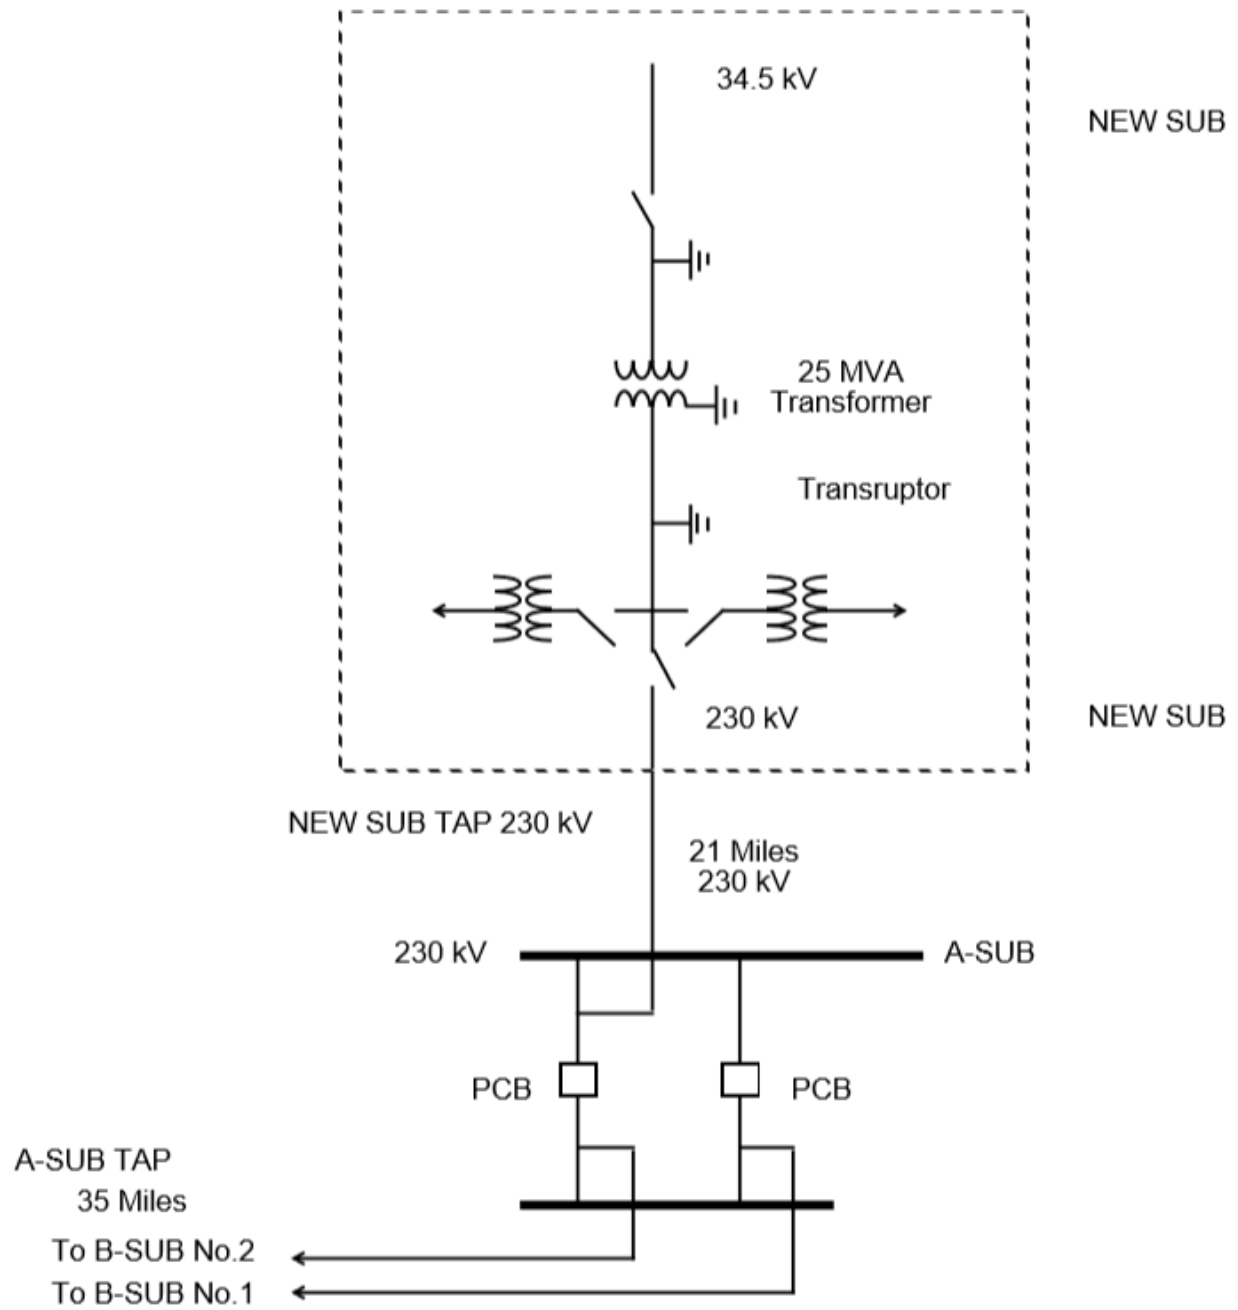 34.5 kV
NEW SUB
25 MVA
Transformer
Transruptor
230 kV
NEW SUB
NEW SUB TAP 230 kV
21 Miles
230 kV
230 kV
A-SUB
PCB
PCB
A-SUB TAP
35 Miles
To B-SUB No.2
To B-SUB No.1